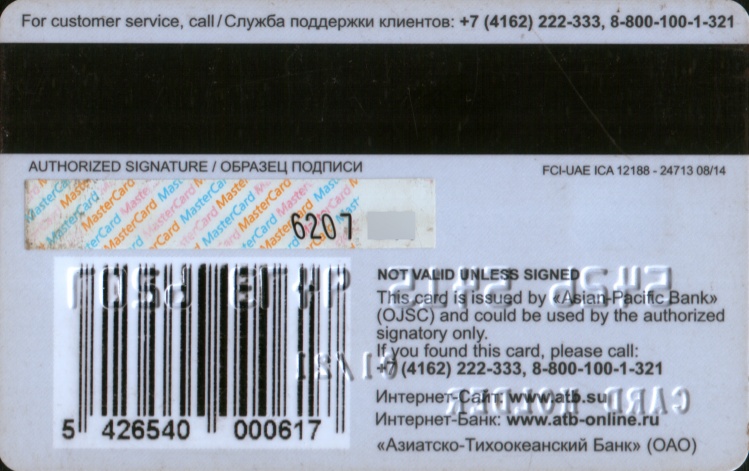 For customer service, call/Служба поддержки клиентов: +7 (4162) 222-333, 8-800-100-1-321
AUTHORIZED SIGNATURE / ОБРАЗЕЦ ПОДПИСИ
FCI-UAE ICA 12188 - 24713 08/14
MasterCard MasterCard MasterCard
6207
NOT VALID UNLESS SIGNED
This card is issued by «Asian-Pacific Bank»
(OJSC) and could be used by the authorized
signatory only.
If you found this card, please call:
+7 (4162) 222-333, 8-800-100-1-321
Интернет-Сайт: www.atb.su
Интернет-Банк: www.atb-online.ru
«Азиатско-Тихоокеанский Банк» (ОАО)
5 426540 000617
CARD HOLDER